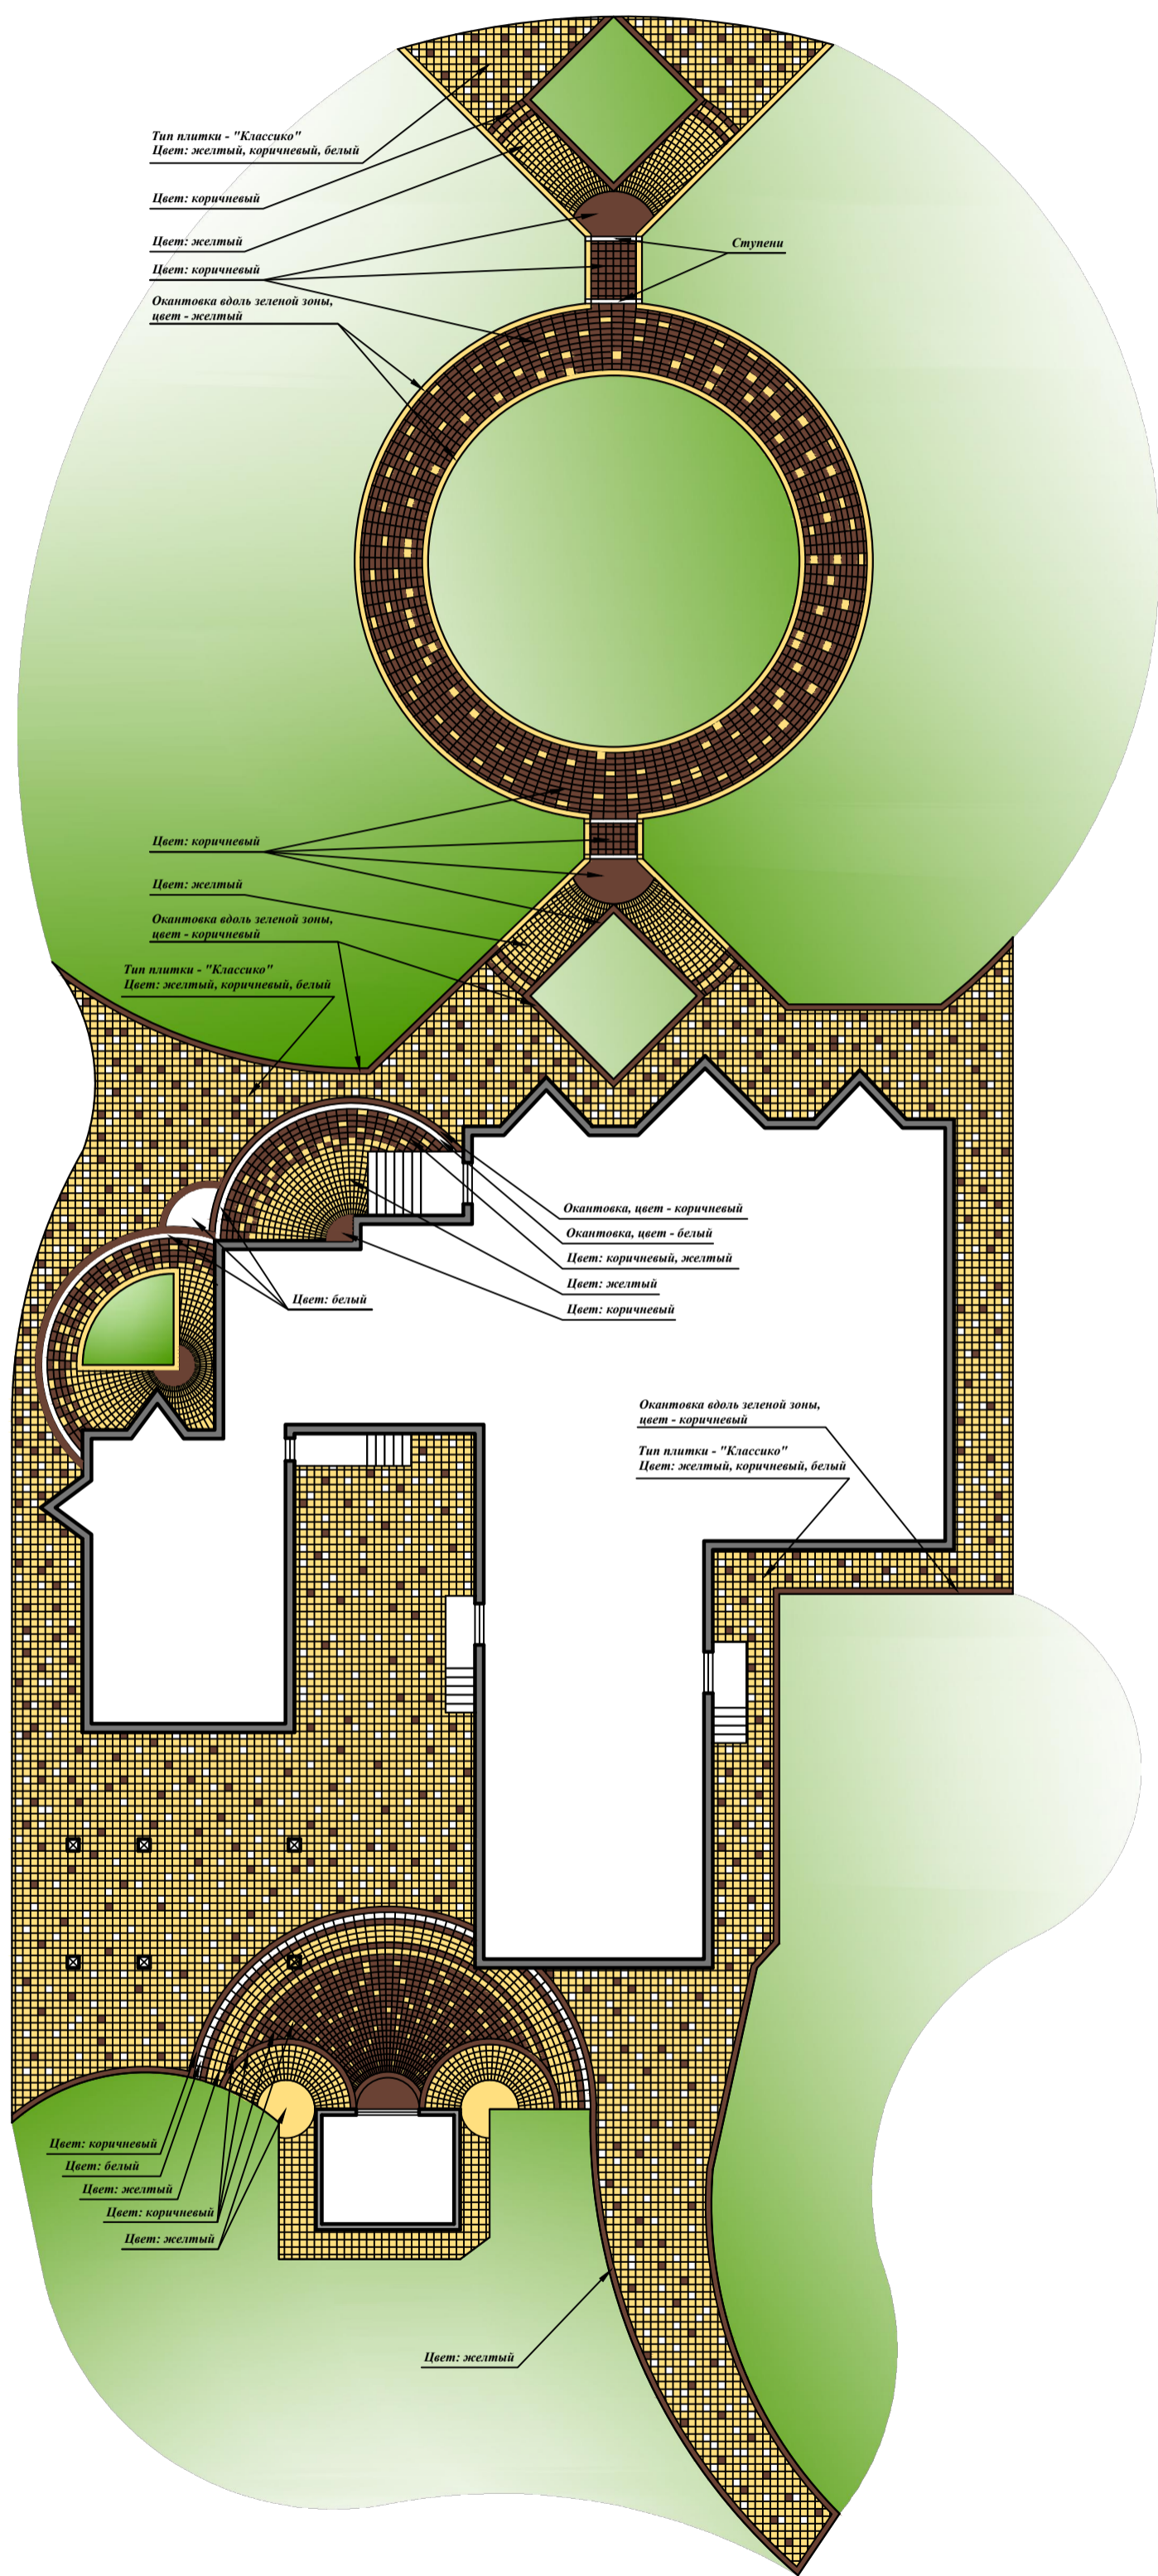 Тип плитки - "Классико"
Цвет: желтый, коричневый, белый
Цвет: коричневый
Цвет: желтый
Ступени
Цвет: коричневый
Окантовка вдоль зеленой зоны,
цвет - желтый
Цвет: коричневый
Цвет: желтый
Окантовка вдоль зеленой зоны,
цвет - коричневый
Тип плитки - "Классико"
Цвет: желтый, коричневый, белый
Окантовка, цвет - коричневый
Окантовка, цвет - белый
Цвет: коричневый, желтый
Цвет: желтый
Цвет: белый
Цвет: коричневый
Окантовка вдоль зеленой зоны,
цвет - коричневый
Тип плитки - "Классико"
Цвет: желтый, коричневый, белый
Цвет: коричневый
Цвет: белый
Цвет: желтый
Цвет: коричневый
Цвет: желтый
Цвет: желтый